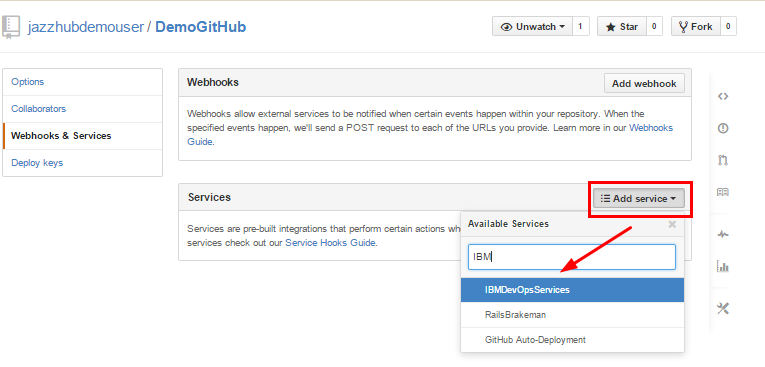 jazzhubdemouser / DemoGitHub
Unwatch 1
Star 0
Fork 0
Options
Collaborators
Webhooks & Services
Deploy keys
Webhooks
Add webhook
Webhooks allow external services to be notified when certain events happen within your repository. When the
specified events happen, we'll send a POST request to each of the URLs you provide. Learn more in our Webhooks
Guide.
Services
Add service
Services are pre-built integrations that perform certain actions whe
services check out our Service Hooks Guide.
Available Services
IBM
IBMDevOpsServices
RailsBrakeman
GitHub Auto-Deployment